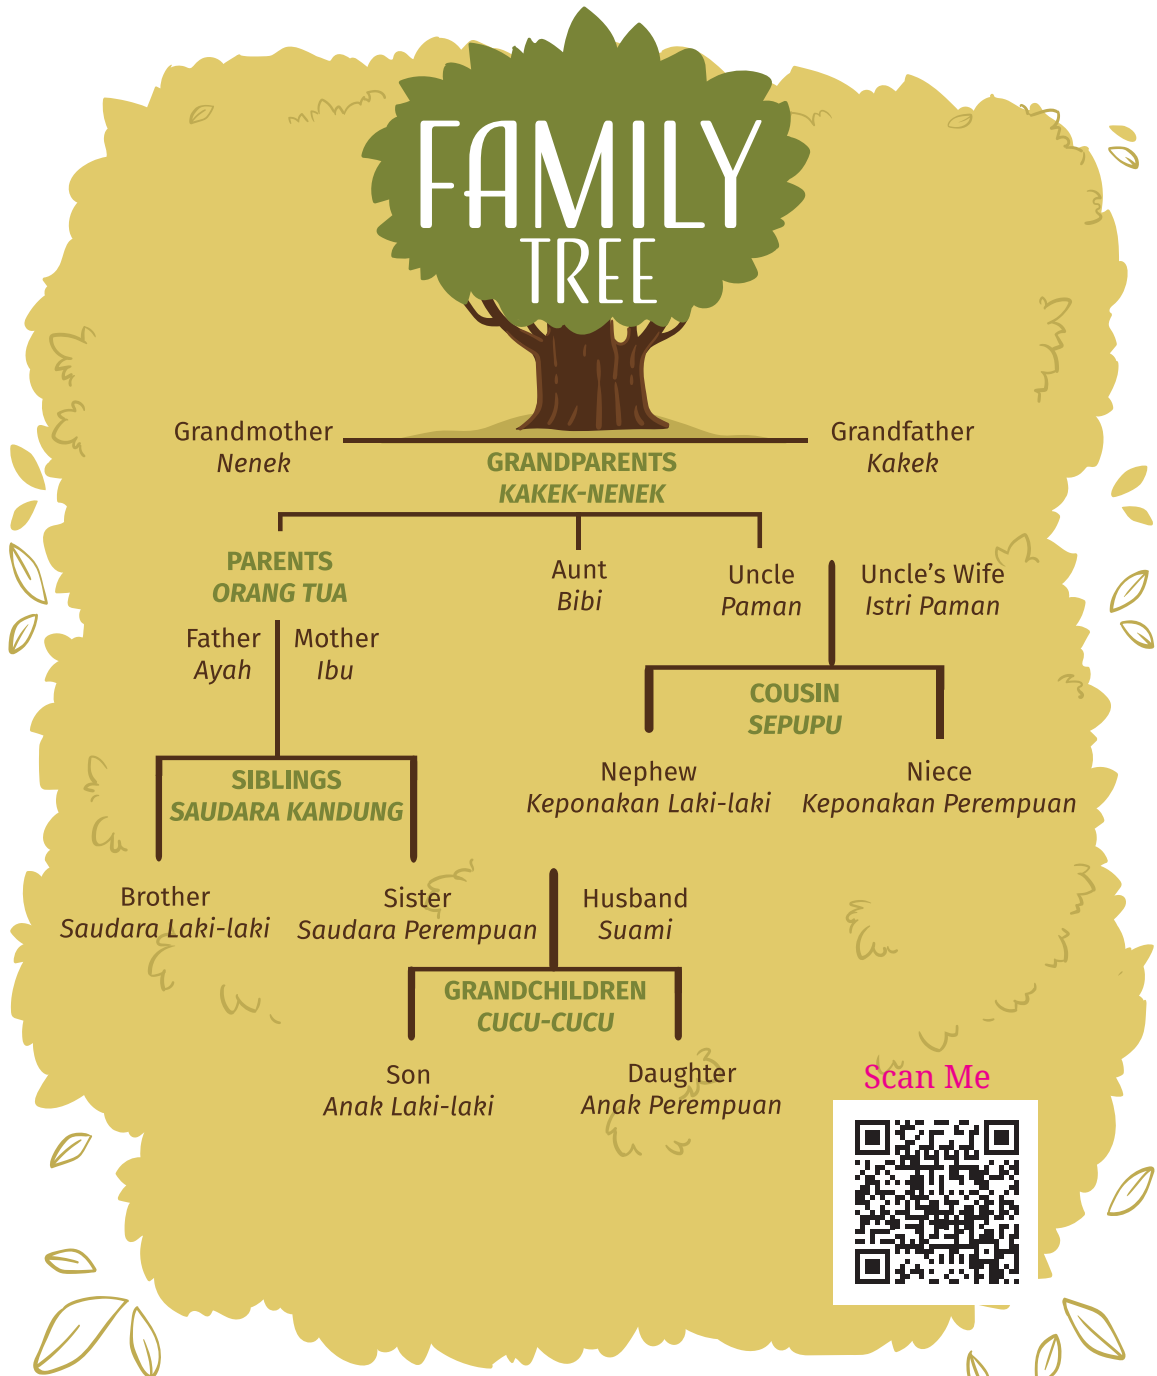 FAMILY
TREE
Grandmother
Nenek
Grandfather
Kakek
GRANDPARENTS
KAKEK-NENEK
PARENTS
ORANG TUA
Aunt
Bibi
Uncle
Paman
Uncle's Wife
Istri Paman
Father
Ayah
Mother
Ibu
COUSIN
SEPUPU
SIBLINGS
SAUDARA KANDUNG
Nephew
Keponakan Laki-laki
Niece
Keponakan Perempuan
Brother
Saudara Laki-laki
Sister
Saudara Perempuan
Husband
Suami
GRANDCHILDREN
CUCU-CUCU
Son
Anak Laki-laki
Daughter
Anak Perempuan
Scan Me